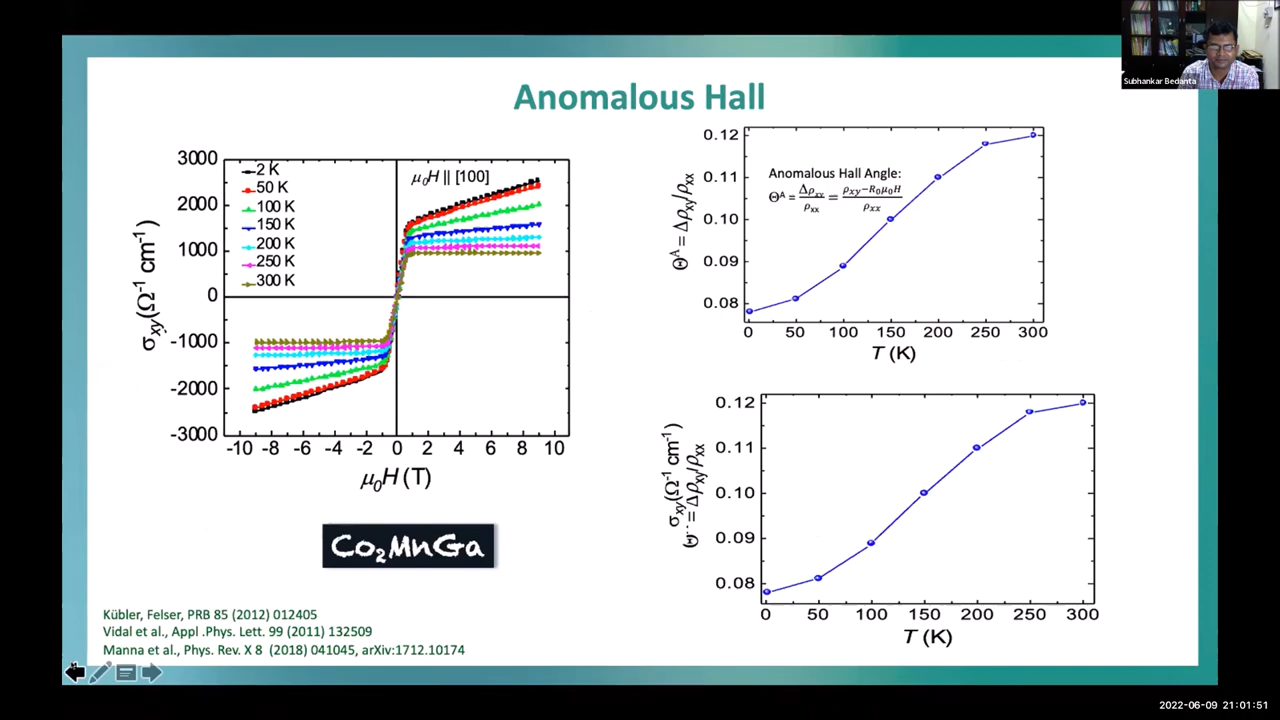 Subhankar Bedanta
Anomalous Hall
3000
2000
1000
0
-1000
-2000
-3000
2 K
50 K
100 K
150 K
200 K
250 K
300 K
μ₀H || [100]
σxy(Ω⁻¹ cm⁻¹)
-10 -8 -6 -4 -2 0 2 4 6 8 10
μ₀H (T)
Co₂MnGa
0.12
0.11
0.10
0.09
0.08
Anomalous Hall Angle:
Θᴬ = Δρxy/ρxx = (ρxy−R₀μ₀H)/ρxx
Θᴬ = Δρxy/ρxx
0 50 100 150 200 250 300
T (K)
0.12
0.11
0.10
0.09
0.08
σxy(Ω⁻¹ cm⁻¹)
= Δρxy/ρxx
0 50 100 150 200 250 300
T (K)
Kübler, Felser, PRB 85 (2012) 012405
Vidal et al., Appl .Phys. Lett. 99 (2011) 132509
Manna et al., Phys. Rev. X 8 (2018) 041045, arXiv:1712.10174
2022-06-09 21:01:51